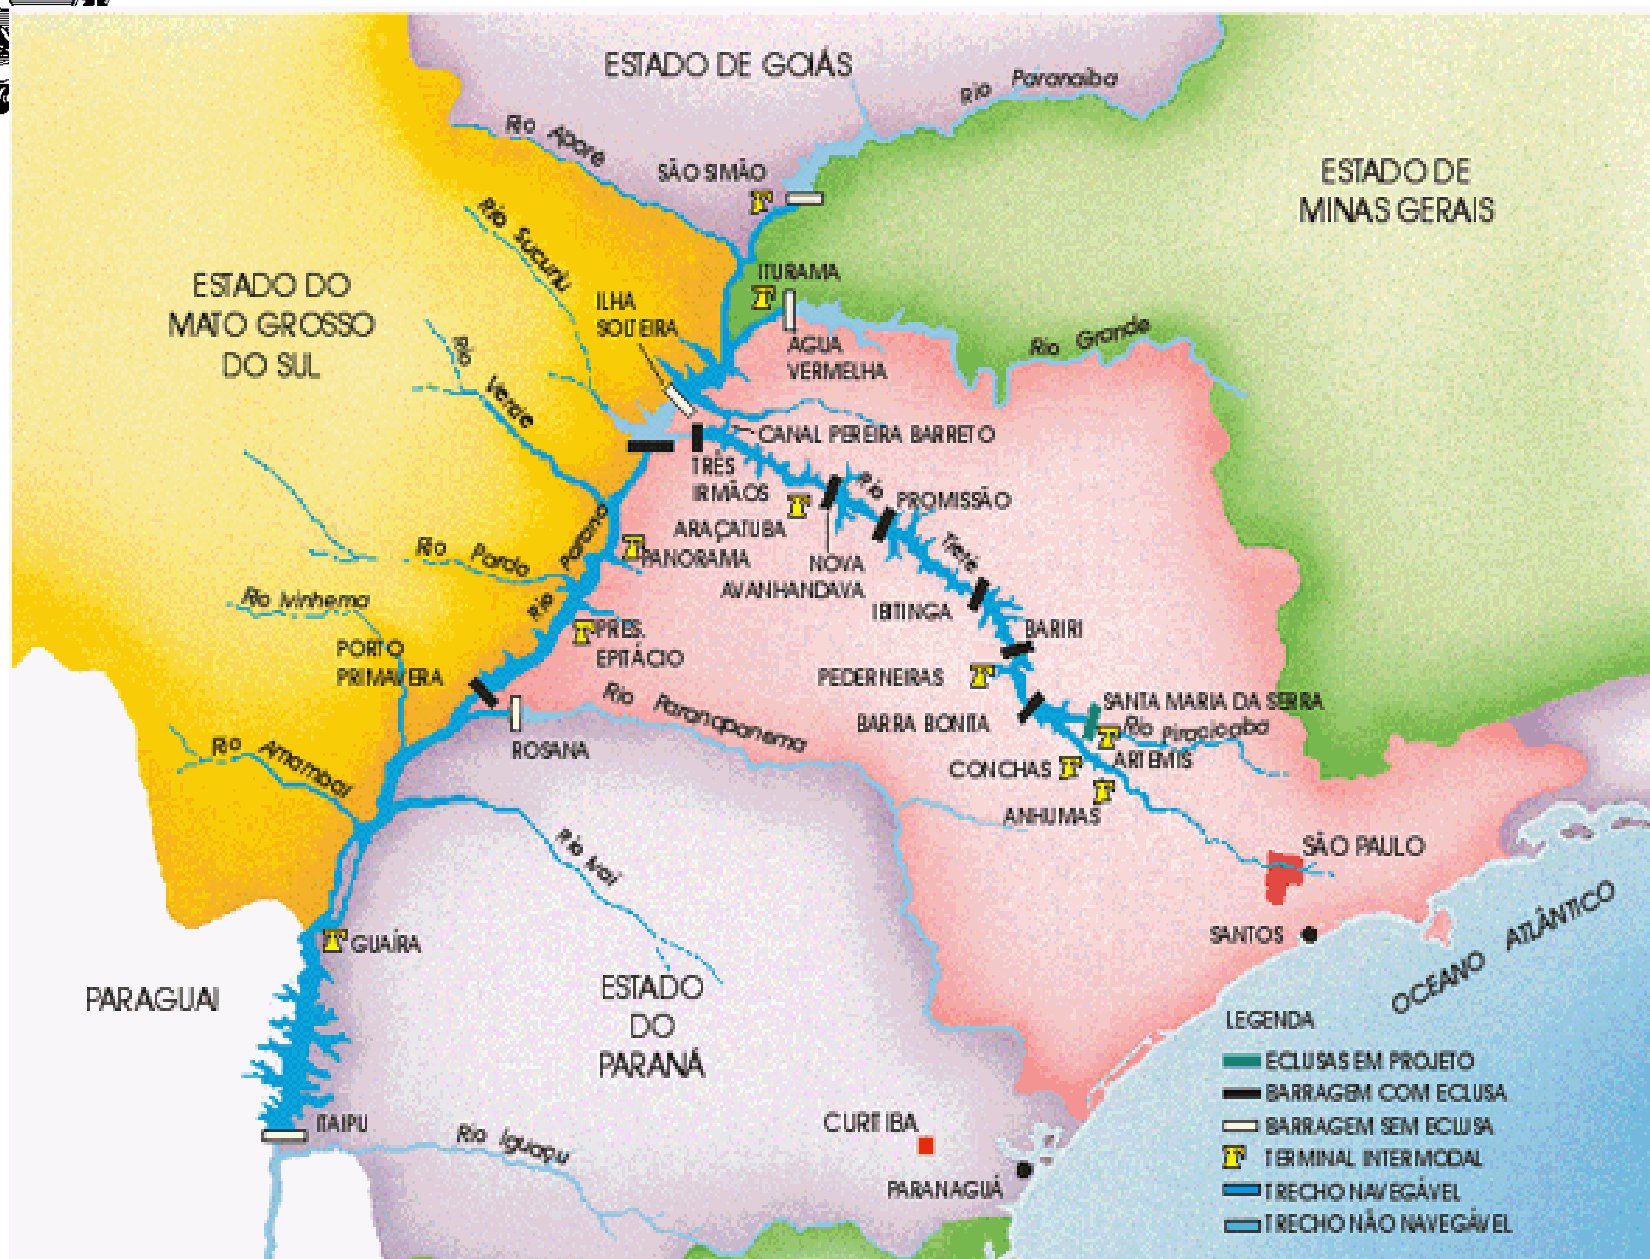 ESTADO DE GOIÁS
Rio Paranaiba
Rio Aporé
SÃO SIMÃO
ESTADO DE
MINAS GERAIS
Rio Sucuriú
ITURAMA
ESTADO DO
MATO GROSSO
DO SUL
ILHA
SOLTEIRA
ÁGUA
VERMELHA
Rio Grande
Rio Verde
CANAL PEREIRA BARRETO
TRÊS
IRMÃOS
Rio Tietê
PROMISSÃO
ARAÇATUBA
NOVA
AVANHANDAVA
Rio Paraná
PANORAMA
Rio Pardo
IBITINGA
Rio Ivinhema
PRES.
EPITÁCIO
BARIRI
PORTO
PRIMAVERA
PEDERNEIRAS
Rio Paranapanema
SANTA MARIA DA SERRA
BARRA BONITA
Rio Piracicaba
ROSANA
Rio Amambaí
ARTEMIS
CONCHAS
ANHUMAS
Rio Ivaí
SÃO PAULO
SANTOS
OCEANO ATLÂNTICO
GUAÍRA
PARAGUAI
ESTADO
DO
PARANÁ
ITAIPU
Rio Iguaçu
CURITIBA
PARANAGUÁ
LEGENDA
ECLUSAS EM PROJETO
BARRAGEM COM ECLUSA
BARRAGEM SEM ECLUSA
T TERMINAL INTERMODAL
TRECHO NAVEGÁVEL
TRECHO NÃO NAVEGÁVEL